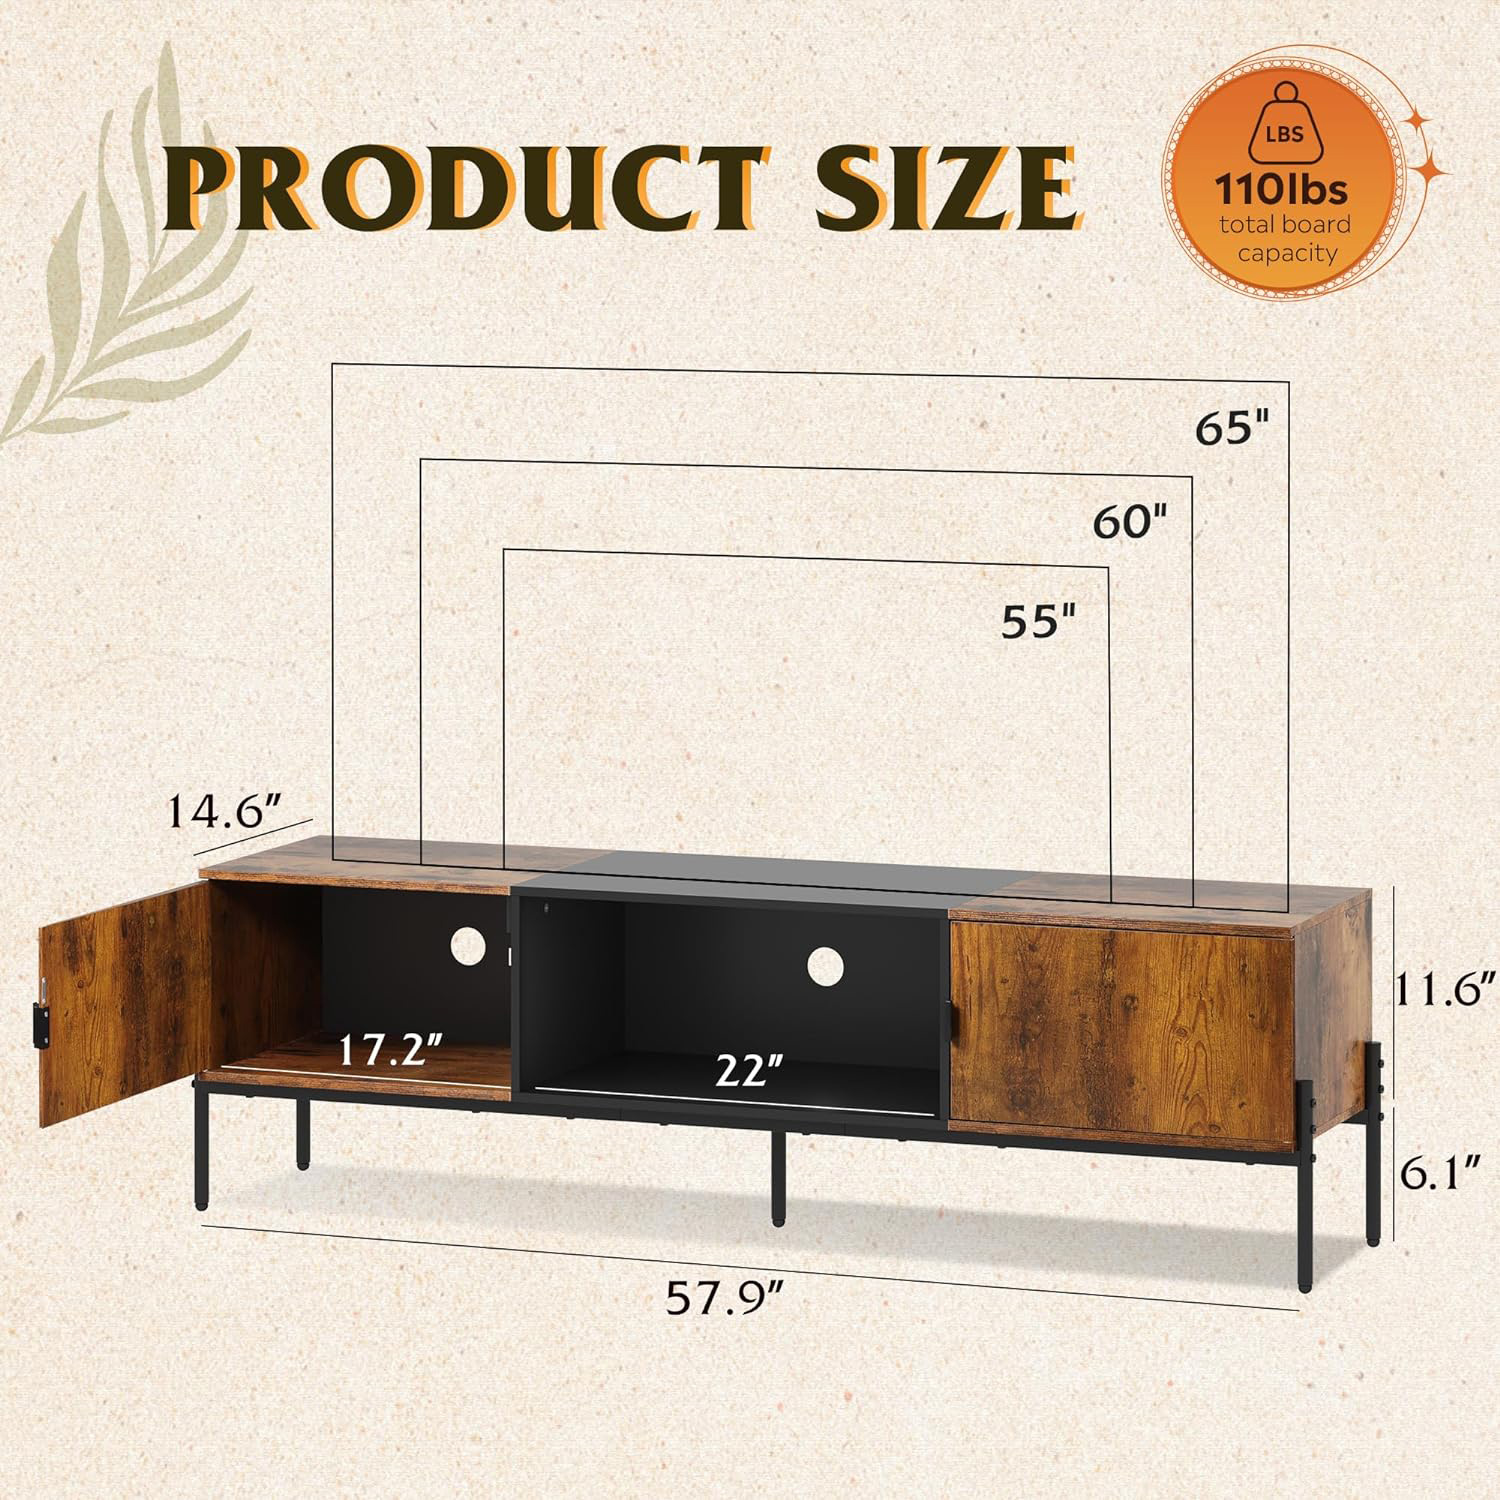 PRODUCT SIZE
LBS
110lbs
total board
capacity
65"
60"
55"
14.6"
17.2"
22"
11.6"
6.1"
57.9"